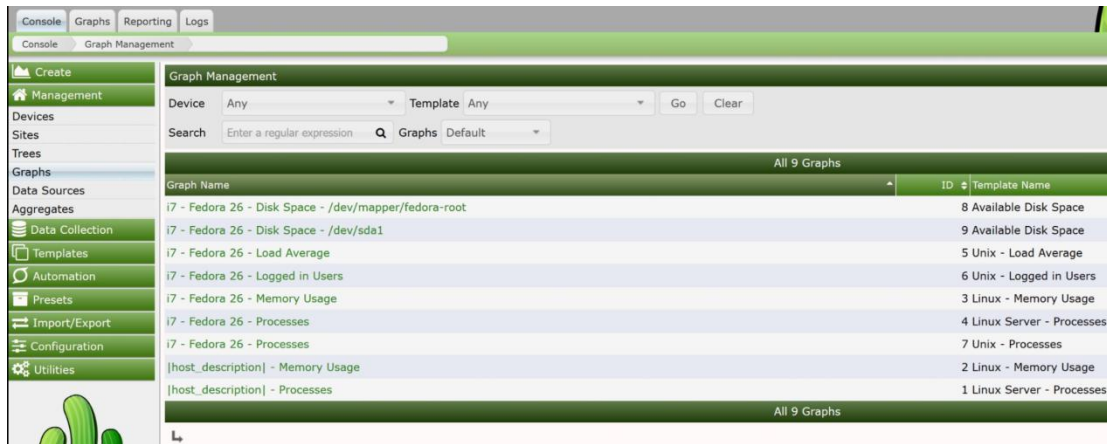 Console Graphs Reporting Logs
Console Graph Management
Create
Management
Devices
Sites
Trees
Graphs
Data Sources
Aggregates
Data Collection
Templates
Automation
Presets
Import/Export
Configuration
Utilities
Graph Management
Device Any Template Any Go Clear
Search Enter a regular expression Graphs Default
All 9 Graphs
Graph Name ID Template Name
i7 - Fedora 26 - Disk Space - /dev/mapper/fedora-root 8 Available Disk Space
i7 - Fedora 26 - Disk Space - /dev/sda1 9 Available Disk Space
i7 - Fedora 26 - Load Average 5 Unix - Load Average
i7 - Fedora 26 - Logged in Users 6 Unix - Logged in Users
i7 - Fedora 26 - Memory Usage 3 Linux - Memory Usage
i7 - Fedora 26 - Processes 4 Linux Server - Processes
i7 - Fedora 26 - Processes 7 Unix - Processes
|host_description| - Memory Usage 2 Linux - Memory Usage
|host_description| - Processes 1 Linux Server - Processes
All 9 Graphs